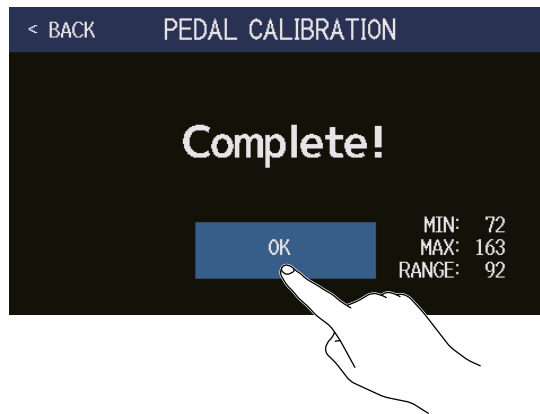 < BACK PEDAL CALIBRATION
Complete!
OK
MIN: 72
MAX: 163
RANGE: 92